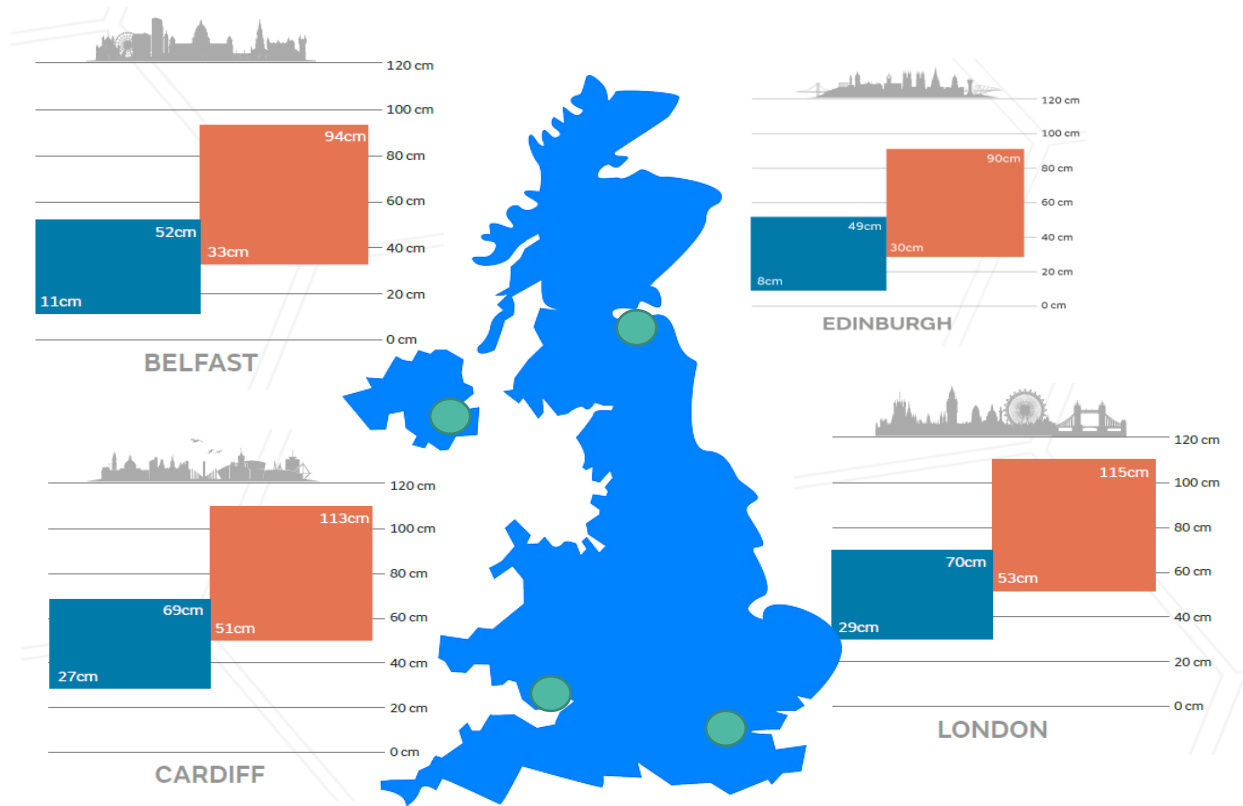 120 cm
100 cm
94cm
80 cm
60 cm
52cm
33cm
40 cm
11cm
20 cm
0 cm
BELFAST
120 cm
100 cm
90cm
80 cm
60 cm
49cm
30cm
40 cm
8cm
20 cm
0 cm
EDINBURGH
120 cm
113cm
100 cm
80 cm
69cm
51cm
60 cm
40 cm
27cm
20 cm
0 cm
CARDIFF
120 cm
115cm
100 cm
80 cm
70cm
53cm
60 cm
29cm
40 cm
20 cm
0 cm
LONDON